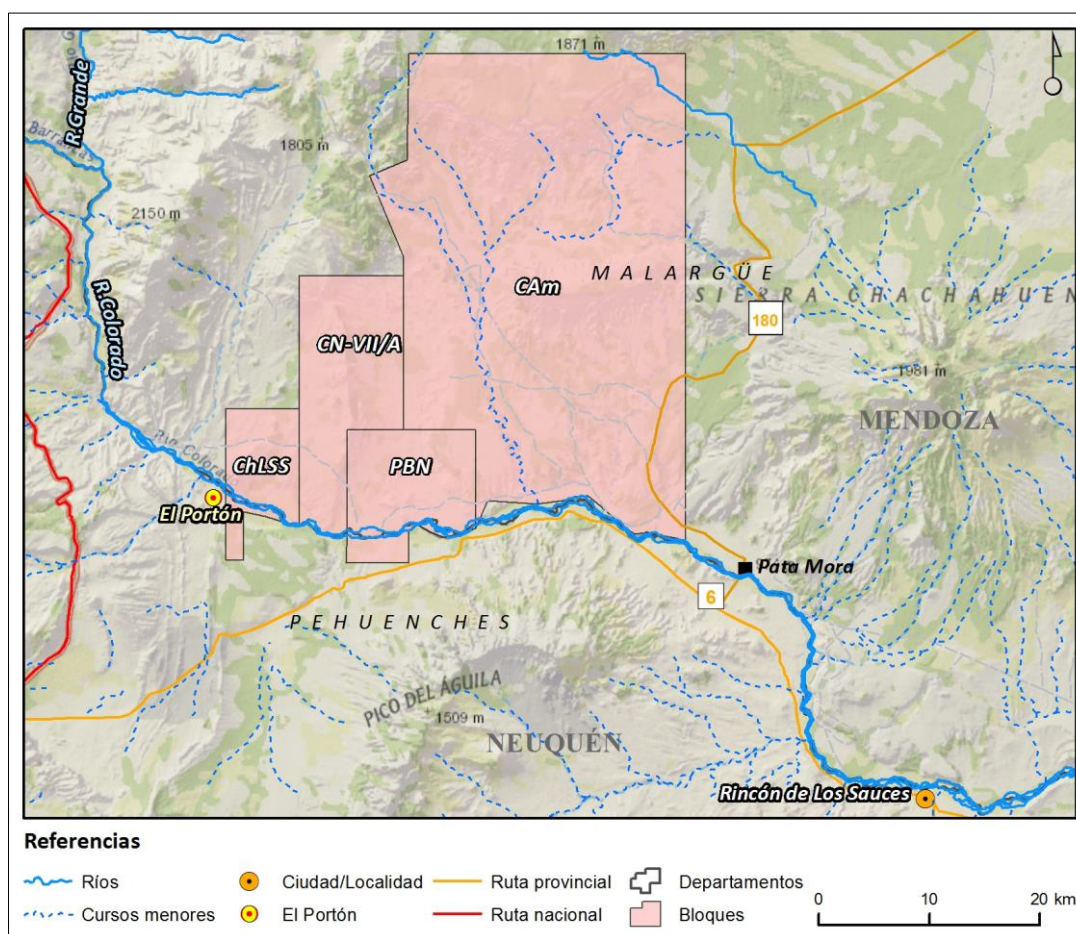 1871 m
R.Grande
Barrancas
1805 m
2150 m
R.Colorado
MALARGÜE
CAm
SIERRA CHACHAHUEN
180
CN-VII/A
1981 m
MENDOZA
Río Colora
ChLSS
PBN
El Portón
Pata Mora
6
PEHUENCHES
PICO DEL ÁGUILA
1509 m
NEUQUÉN
Rincón de Los Sauces
Referencias
Ríos
Ciudad/Localidad
Ruta provincial
Departamentos
Cursos menores
El Portón
Ruta nacional
Bloques
0 10 20 km